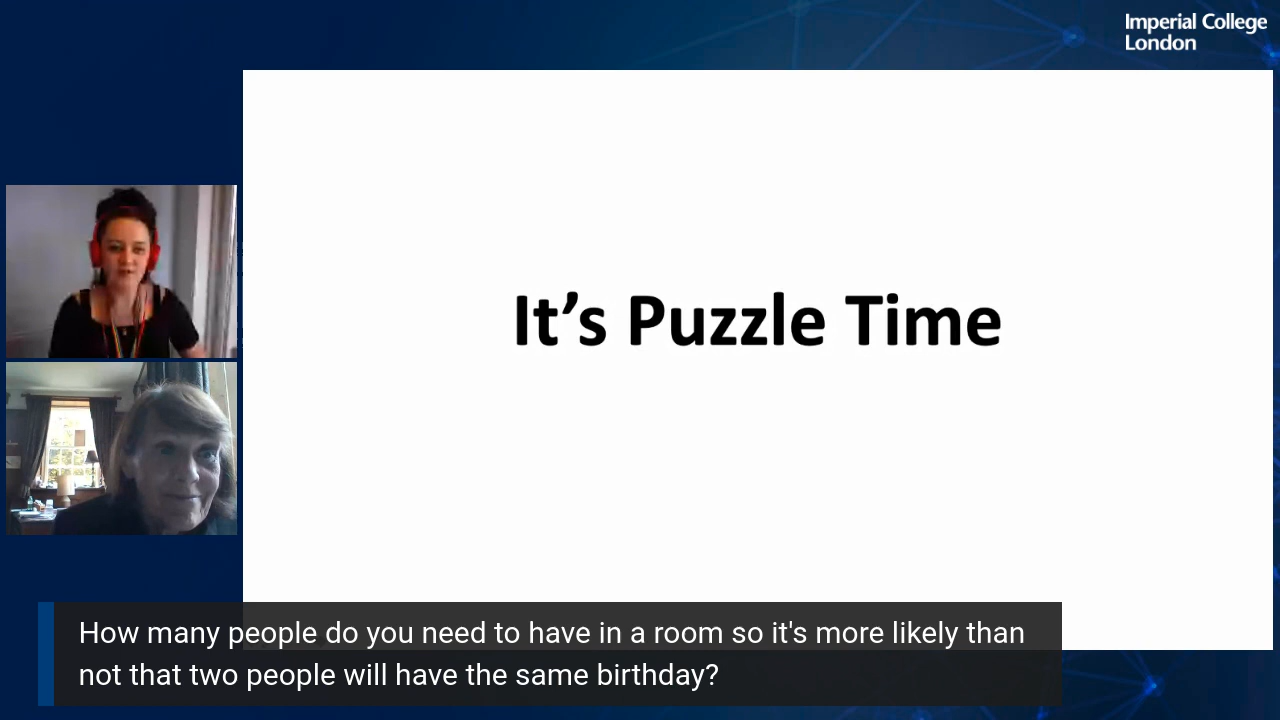 Imperial College
London
It's Puzzle Time
How many people do you need to have in a room so it's more likely than
not that two people will have the same birthday?